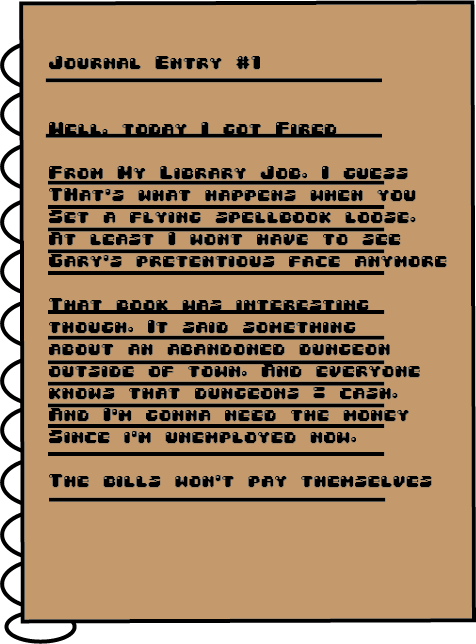 Journal Entry #1
Well, today I got Fired
From My Library Job. I guess
THat's what happens when you
Set a flying spellbook loose.
At least I wont have to see
Gary's pretentious face anymore
That book was interesting
though. It said something
about an abandoned dungeon
outside of town. And everyone
knows that dungeons = cash.
And I'm gonna need the money
Since i'm unemployed now.
The bills won't pay themselves